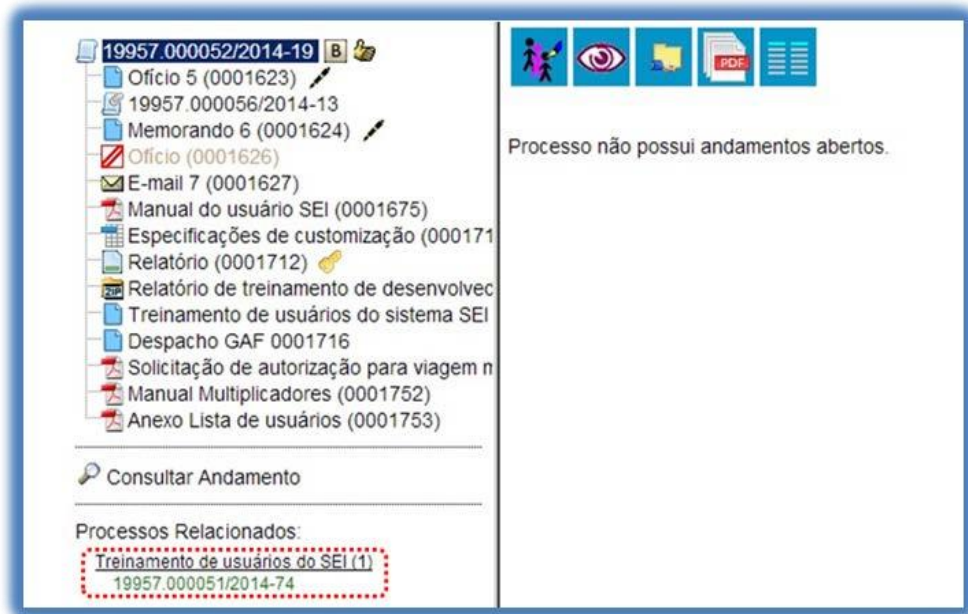 19957.000052/2014-19 B
Ofício 5 (0001623)
19957.000056/2014-13
Memorando 6 (0001624)
Ofício (0001626)
E-mail 7 (0001627)
Manual do usuário SEI (0001675)
Especificações de customização (000171
Relatório (0001712)
ZIP Relatório de treinamento de desenvolvec
Treinamento de usuários do sistema SEI
Despacho GAF 0001716
Solicitação de autorização para viagem n
Manual Multiplicadores (0001752)
Anexo Lista de usuários (0001753)
Consultar Andamento
Processos Relacionados:
Treinamento de usuários do SEI (1)
19957.000051/2014-74
PDF
Processo não possui andamentos abertos.